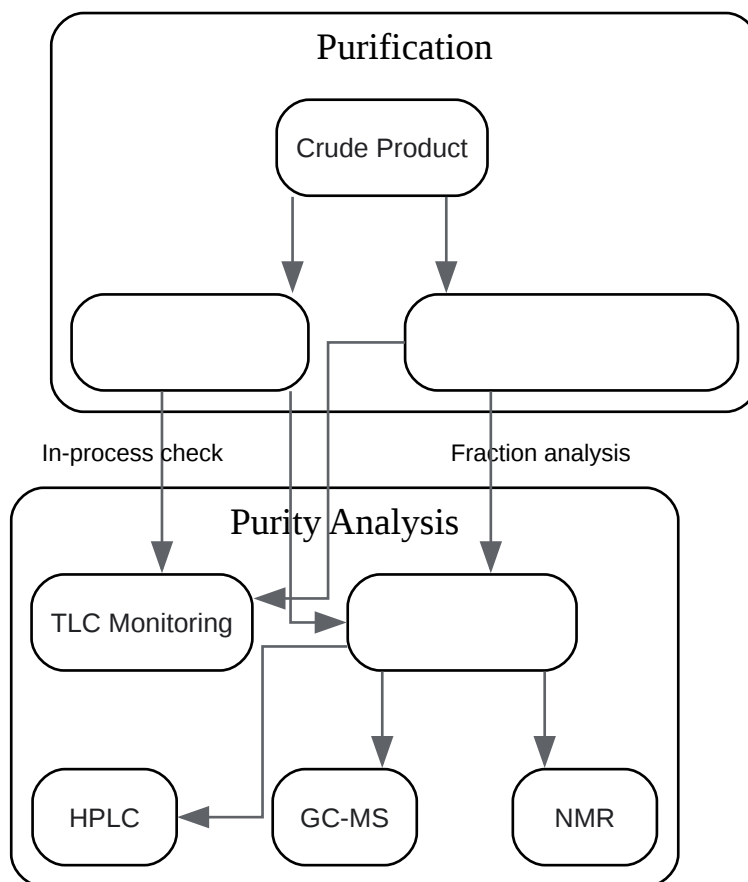 Purification
Crude Product
In-process check
Fraction analysis
Purity Analysis
TLC Monitoring
HPLC
GC-MS
NMR